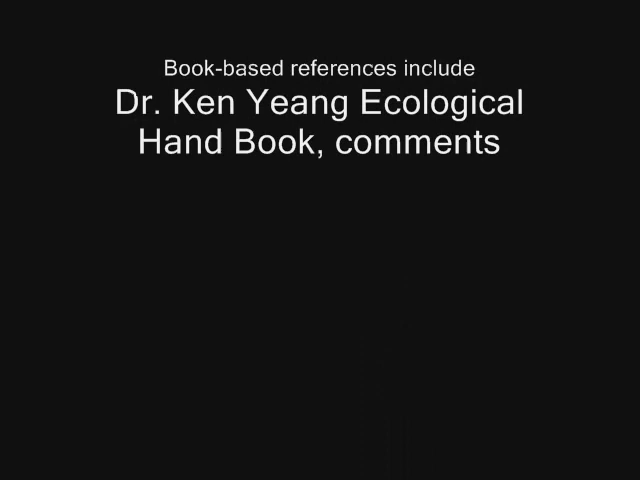 Book-based references include
Dr. Ken Yeang Ecological
Hand Book, comments